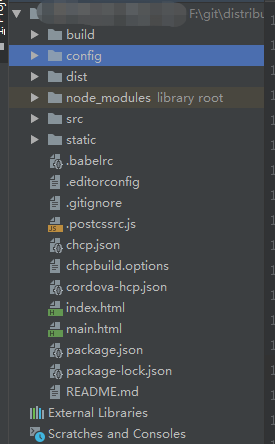 F:\git\distribu
build
config
dist
node_modules library root
src
static
.babelrc
.editorconfig
.gitignore
.postcssrc.js
chcp.json
chcpbuild.options
cordova-hcp.json
index.html
main.html
package.json
package-lock.json
README.md
External Libraries
Scratches and Consoles